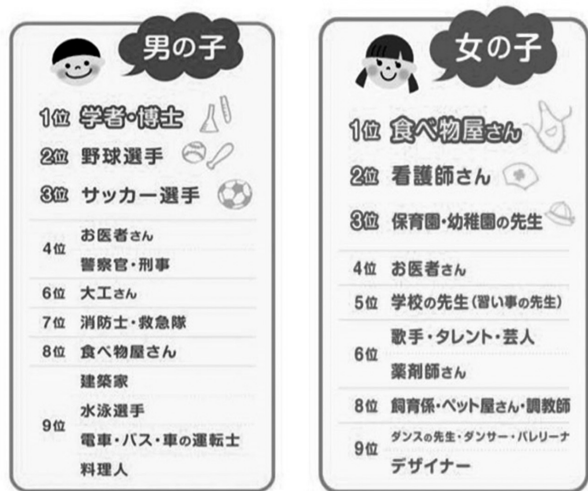 男の子
1位 学者・博士
2位 野球選手
3位 サッカー選手
4位
お医者さん
警察官・刑事
6位 大工さん
7位 消防士・救急隊
8位 食べ物屋さん
9位
建築家
水泳選手
電車・バス・車の運転士
料理人
女の子
1位 食べ物屋さん
2位 看護師さん
3位 保育園・幼稚園の先生
4位 お医者さん
5位 学校の先生(習い事の先生)
6位
歌手・タレント・芸人
薬剤師さん
8位 飼育係・ペット屋さん・調教師
9位
ダンスの先生・ダンサー・バレリーナ
デザイナー